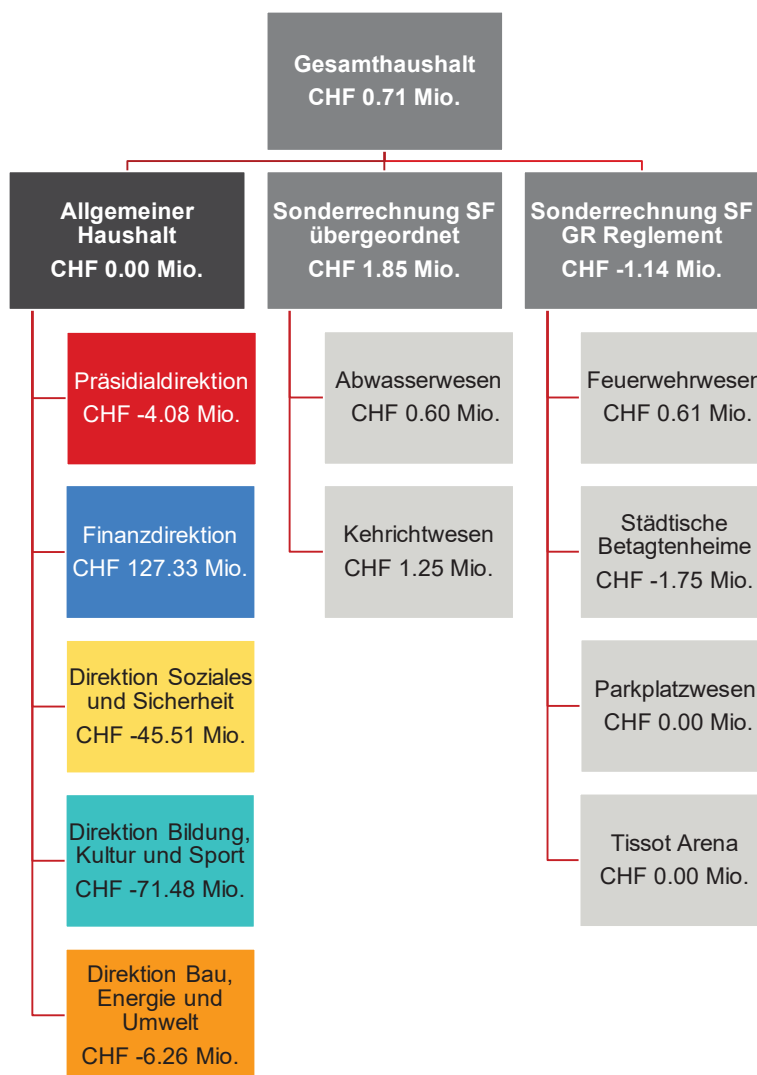 Gesamthaushalt
CHF 0.71 Mio.
Allgemeiner
Haushalt
CHF 0.00 Mio.
Sonderrechnung SF
übergeordnet
CHF 1.85 Mio.
Sonderrechnung SF
GR Reglement
CHF -1.14 Mio.
Präsidialdirektion
CHF -4.08 Mio.
Finanzdirektion
CHF 127.33 Mio.
Direktion Soziales
und Sicherheit
CHF -45.51 Mio.
Direktion Bildung,
Kultur und Sport
CHF -71.48 Mio.
Direktion Bau,
Energie und
Umwelt
CHF -6.26 Mio.
Abwasserwesen
CHF 0.60 Mio.
Kehrichtwesen
CHF 1.25 Mio.
Feuerwehrwesen
CHF 0.61 Mio.
Städtische
Betagtenheime
CHF -1.75 Mio.
Parkplatzwesen
CHF 0.00 Mio.
Tissot Arena
CHF 0.00 Mio.